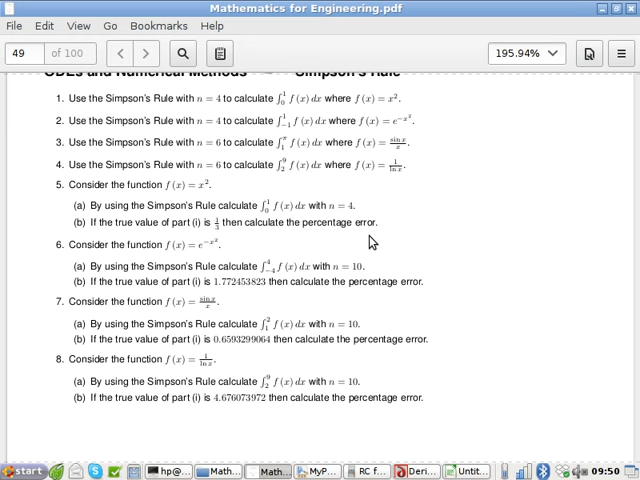 Mathematics for Engineering.pdf
File Edit View Go Bookmarks Help
49 of 100 195.94%
ODEs and Numerical Methods Simpson's Rule
1. Use the Simpson's Rule with n = 4 to calculate ∫₀¹ f (x) dx where f (x) = x².
2. Use the Simpson's Rule with n = 4 to calculate ∫₋₁¹ f (x) dx where f (x) = e^{-x²}.
3. Use the Simpson's Rule with n = 6 to calculate ∫₁^π f (x) dx where f (x) = sin x / x.
4. Use the Simpson's Rule with n = 6 to calculate ∫₂⁹ f (x) dx where f (x) = 1 / ln x.
5. Consider the function f (x) = x².
(a) By using the Simpson's Rule calculate ∫₀¹ f (x) dx with n = 4.
(b) If the true value of part (i) is 1/3 then calculate the percentage error.
6. Consider the function f (x) = e^{-x²}.
(a) By using the Simpson's Rule calculate ∫₋₄⁴ f (x) dx with n = 10.
(b) If the true value of part (i) is 1.772453823 then calculate the percentage error.
7. Consider the function f (x) = sin x / x.
(a) By using the Simpson's Rule calculate ∫₁² f (x) dx with n = 10.
(b) If the true value of part (i) is 0.6593299064 then calculate the percentage error.
8. Consider the function f (x) = 1 / ln x.
(a) By using the Simpson's Rule calculate ∫₂⁹ f (x) dx with n = 10.
(b) If the true value of part (i) is 4.676073972 then calculate the percentage error.
start hp@... Math... Math... MyP... RC f... Deri... Untit... 09:50